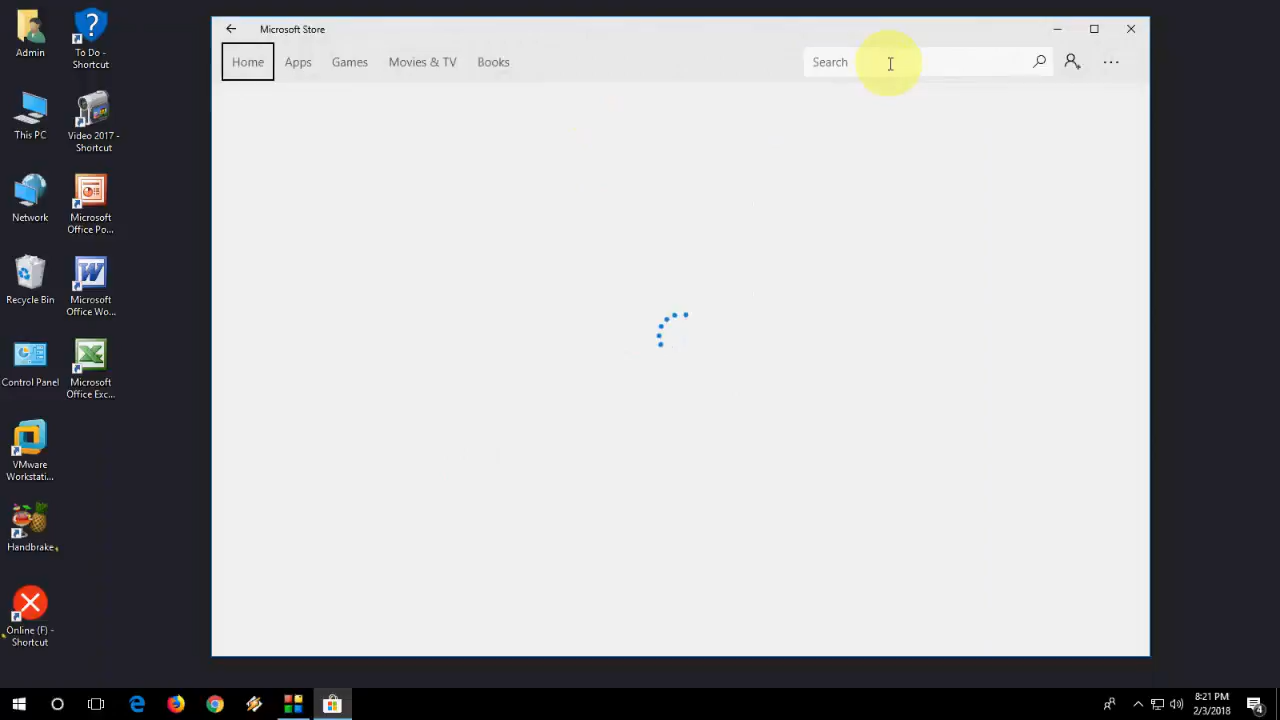 Microsoft Store
Home Apps Games Movies & TV Books
Search
Admin
To Do -
Shortcut
This PC
Video 2017 -
Shortcut
Network
Microsoft
Office Po...
Recycle Bin
Microsoft
Office Wo...
Control Panel
Microsoft
Office Exc...
VMware
Workstati...
Handbrake
Online (F) -
Shortcut
8:21 PM
2/3/2018
4